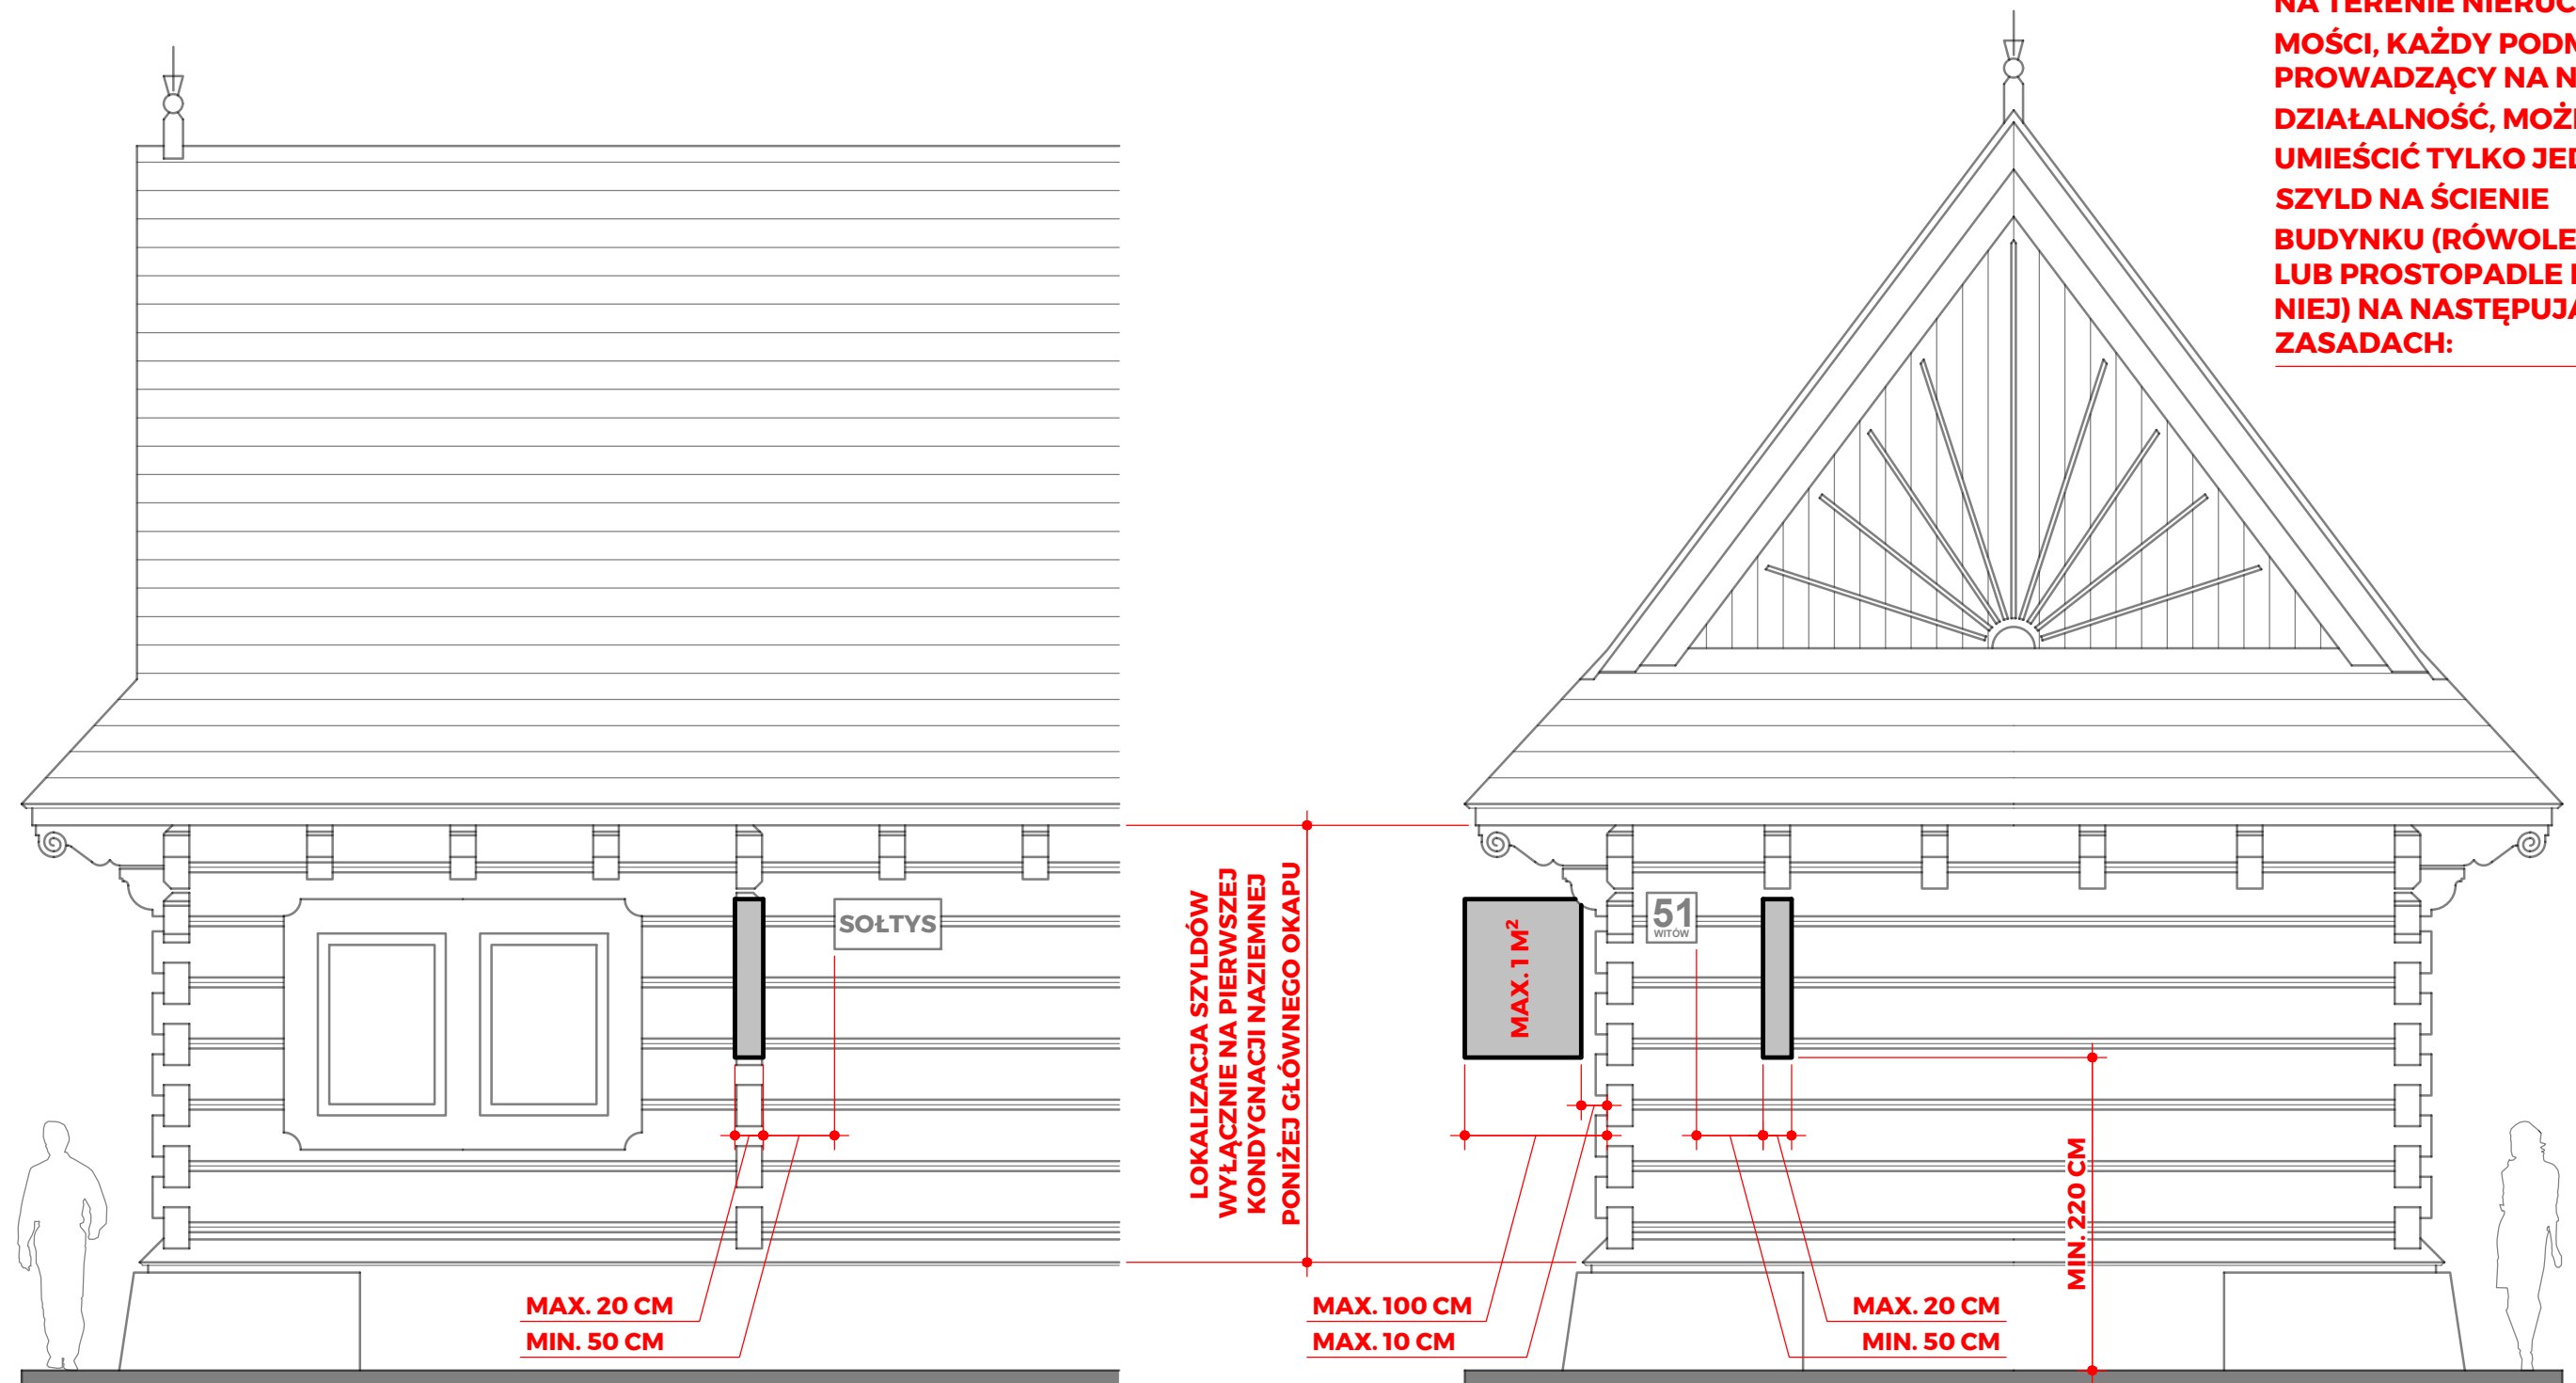 NA TERENIE NIERUC
MOŚCI, KAŻDY PODM
PROWADZĄCY NA N
DZIAŁALNOŚĆ, MOŻ
UMIEŚCIĆ TYLKO JED
SZYLD NA ŚCIENIE
BUDYNKU (RÓWOLE
LUB PROSTOPADLE
NIEJ) NA NASTĘPUJĄ
ZASADACH:
SOŁTYS
LOKALIZACJA SZYLDÓW
WYŁĄCZNIE NA PIERWSZEJ
KONDYGNACJI NAZIEMNEJ
PONIŻEJ GŁÓWNEGO OKAPU
MAX. 1 M²
51
WITÓW
MIN. 220 CM
MAX. 20 CM
MIN. 50 CM
MAX. 100 CM
MAX. 10 CM
MAX. 20 CM
MIN. 50 CM